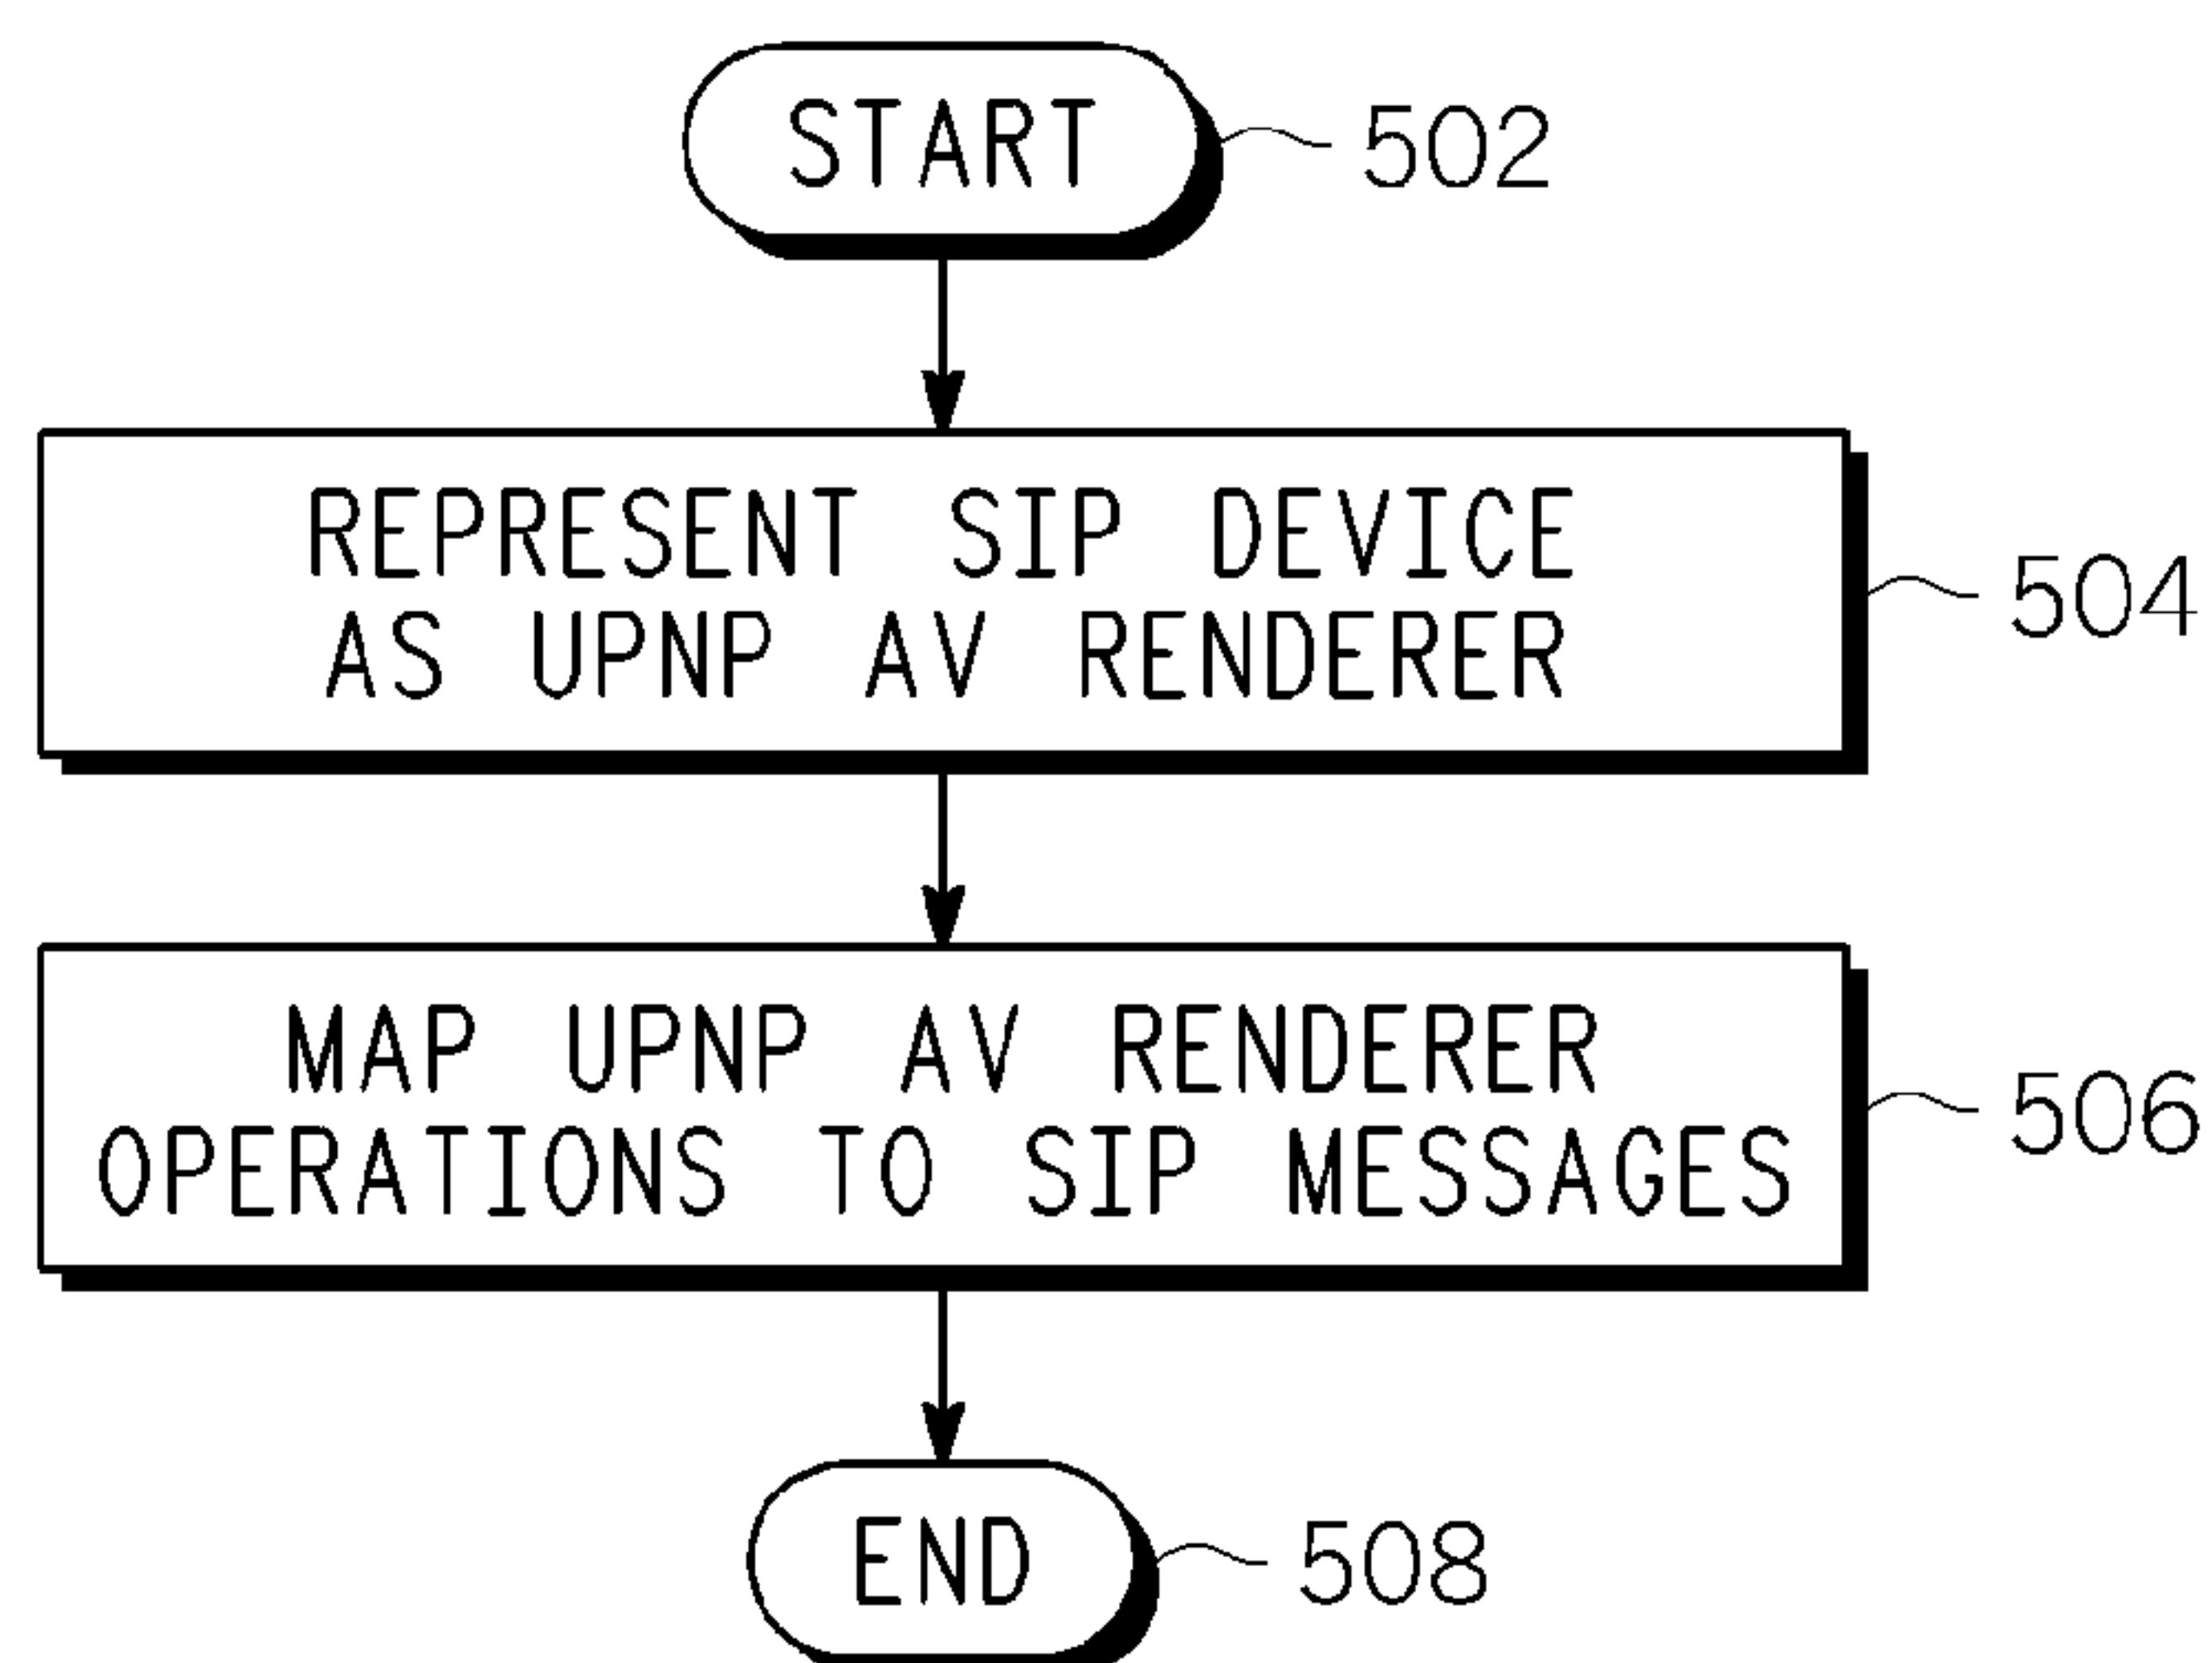 START 502
REPRESENT SIP DEVICE
AS UPNP AV RENDERER
504
MAP UPNP AV RENDERER
OPERATIONS TO SIP MESSAGES
506
END 508